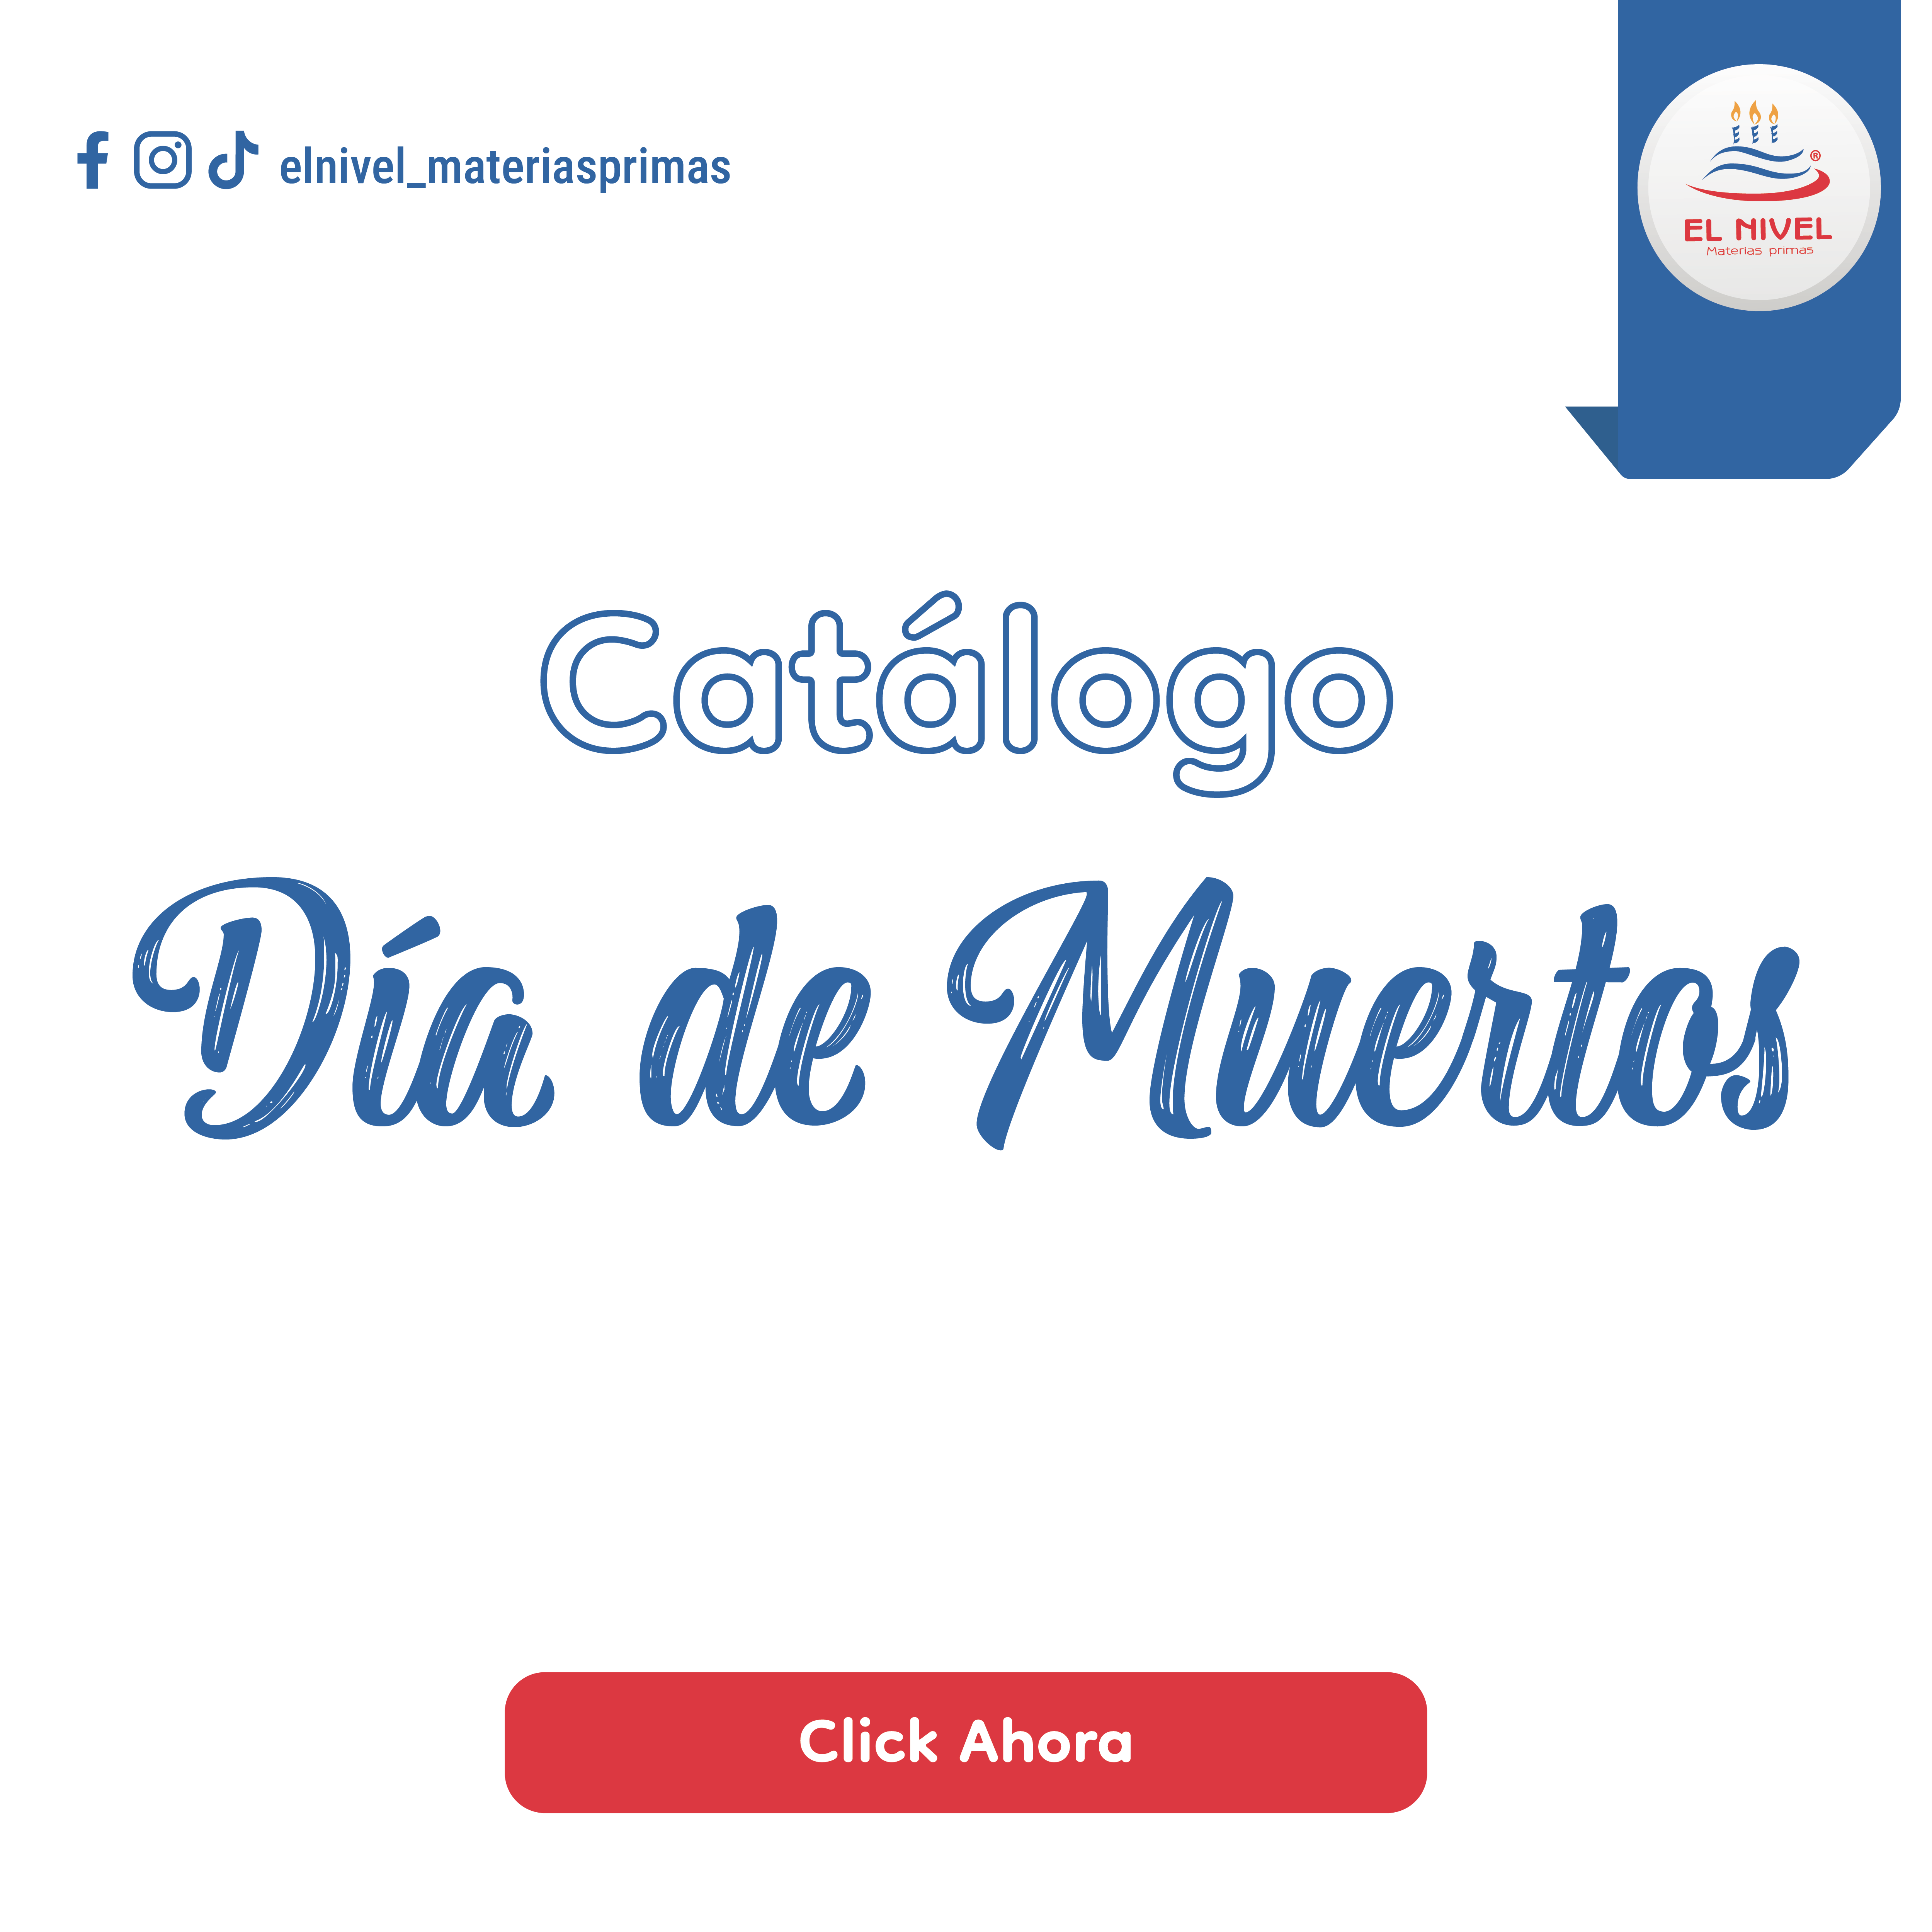 elnivel_materiasprimas
®
EL NIVEL
Materias primas
Catálogo
Día de Muertos
Click Ahora